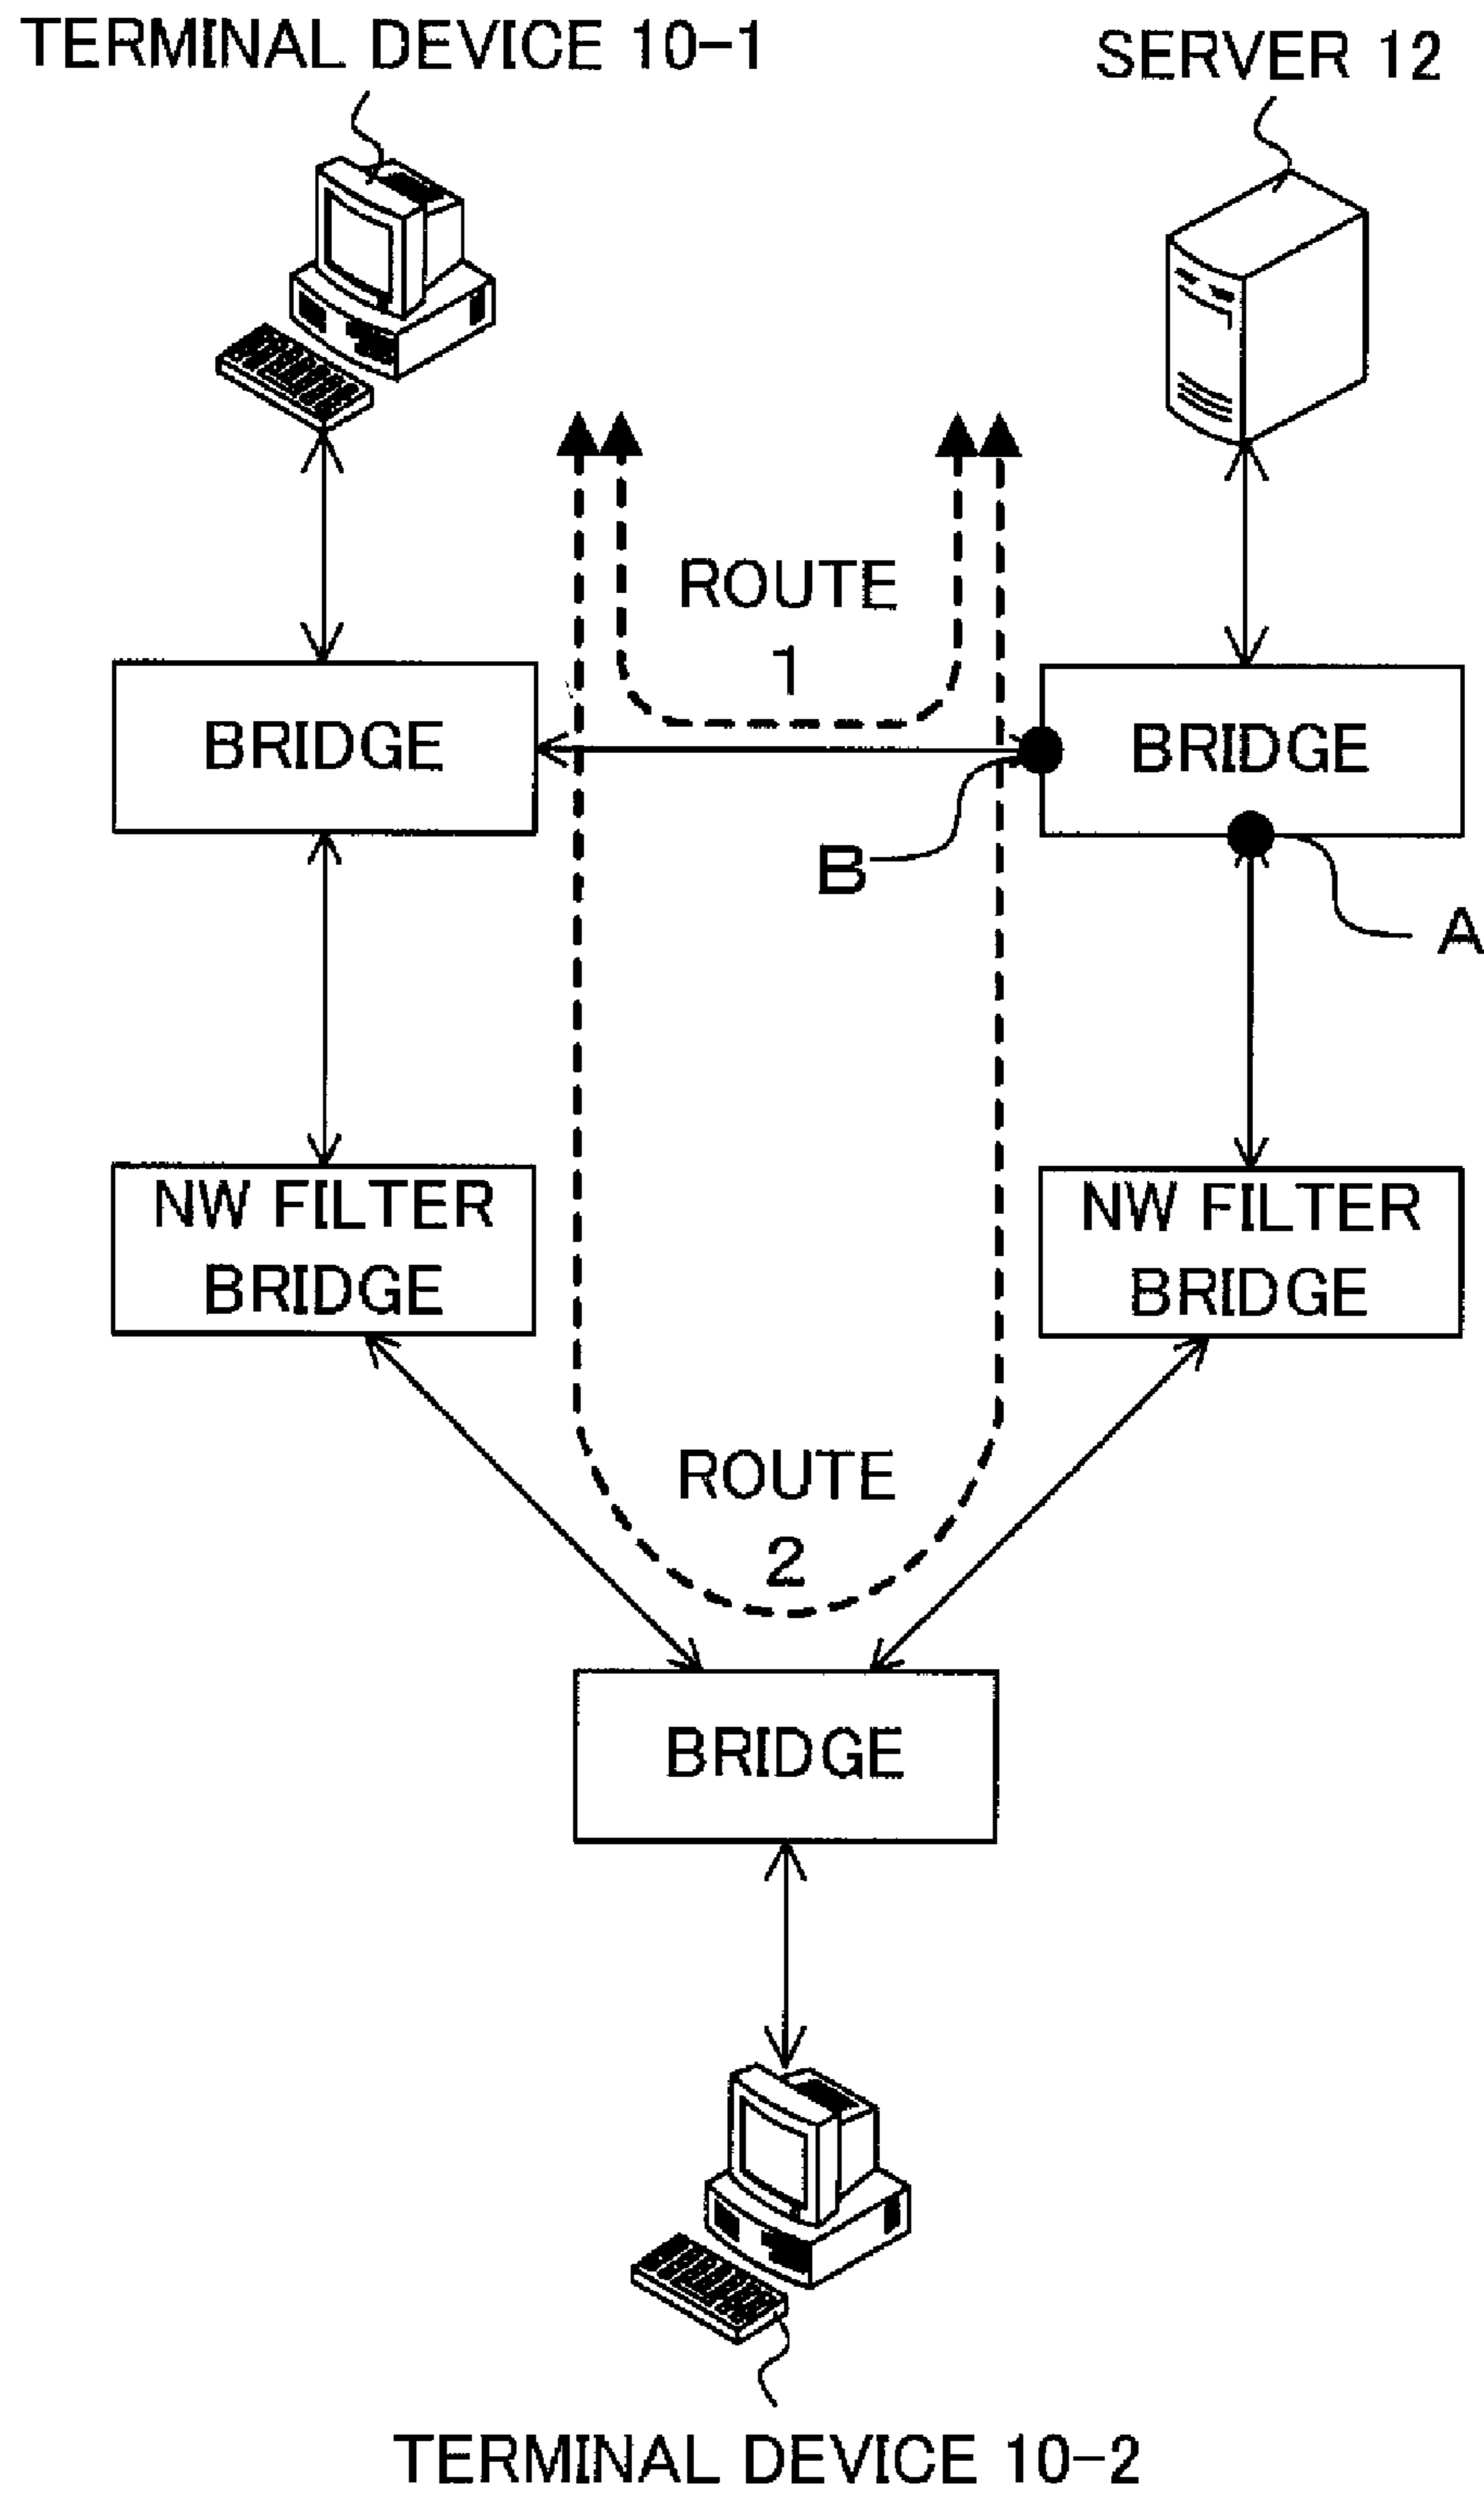 TERMINAL DEVICE 10-1
SERVER 12
ROUTE
1
BRIDGE
BRIDGE
B
A
NW FILTER
BRIDGE
NW FILTER
BRIDGE
ROUTE
2
BRIDGE
TERMINAL DEVICE 10-2